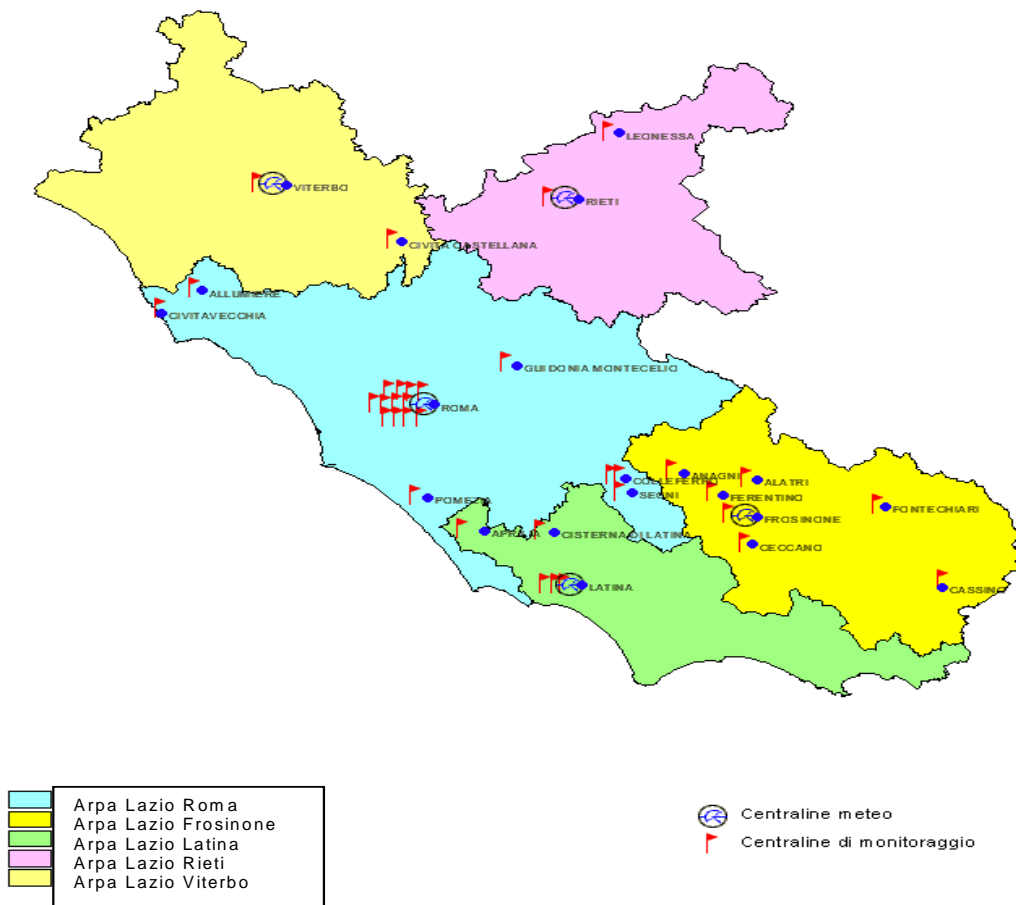 LEONESSA
VITERBO
RIETI
CIVITA CASTELLANA
ALLUMIERE
CIVITAVECCHIA
GUIDONIA MONTECELIO
ROMA
ANAGNI
COLLEFERRO
ALATRI
SEGNI
FERENTINO
POMEZIA
FONTECHIARI
FROSINONE
APRILIA
CISTERNA DI LATINA
CECCANO
LATINA
CASSINO
Arpa Lazio Roma
Arpa Lazio Frosinone
Arpa Lazio Latina
Arpa Lazio Rieti
Arpa Lazio Viterbo
Centraline meteo
Centraline di monitoraggio